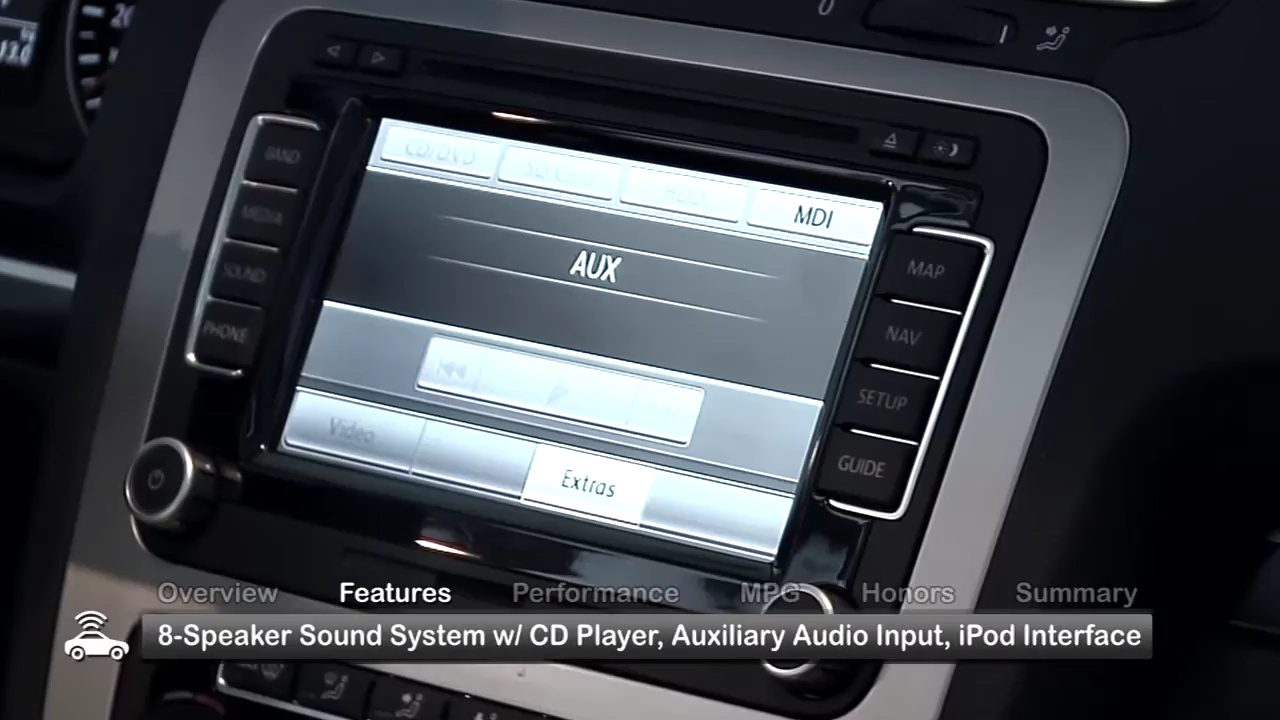 BAND
MEDIA
SOUND
PHONE
CD/DVD
MDI
AUX
Video
Extras
MAP
NAV
SETUP
GUIDE
Overview Features Performance MPG Honors Summary
8-Speaker Sound System w/ CD Player, Auxiliary Audio Input, iPod Interface